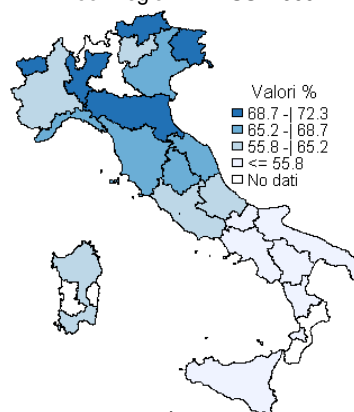 Valori %
68.7 -| 72.3
65.2 -| 68.7
55.8 -| 65.2
<= 55.8
No dati